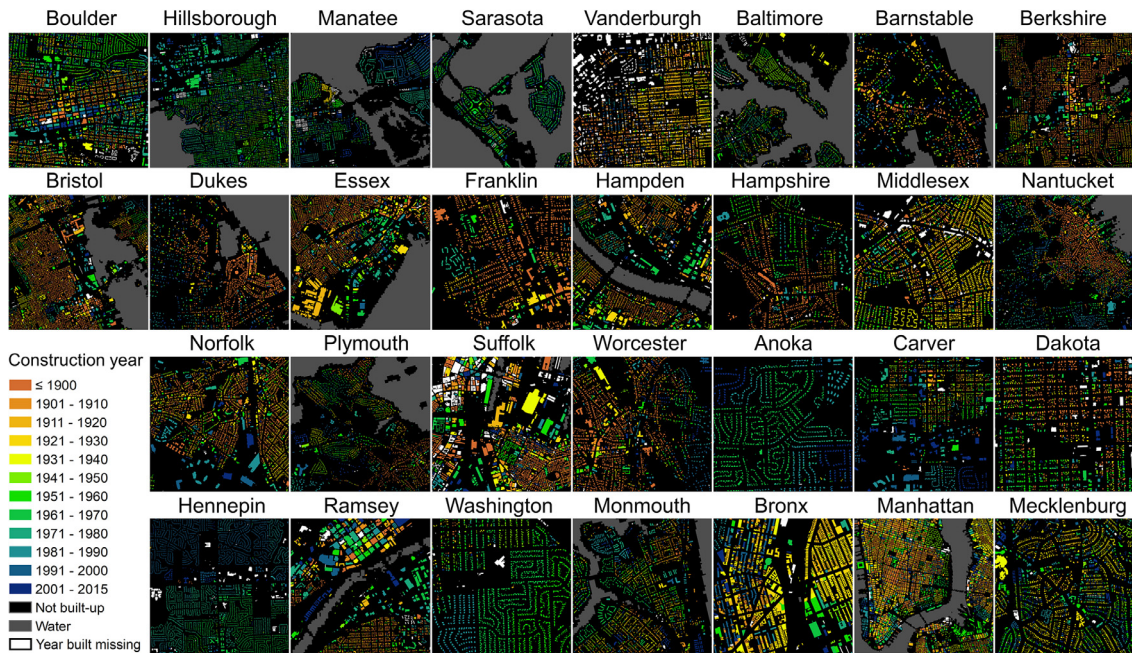 Boulder Hillsborough Manatee Sarasota Vanderburgh Baltimore Barnstable Berkshire
Bristol Dukes Essex Franklin Hampden Hampshire Middlesex Nantucket
Norfolk Plymouth Suffolk Worcester Anoka Carver Dakota
Construction year
≤ 1900
1901 - 1910
1911 - 1920
1921 - 1930
1931 - 1940
1941 - 1950
1951 - 1960
1961 - 1970
1971 - 1980
1981 - 1990
1991 - 2000
2001 - 2015
Not built-up
Water
Year built missing
Hennepin Ramsey Washington Monmouth Bronx Manhattan Mecklenburg